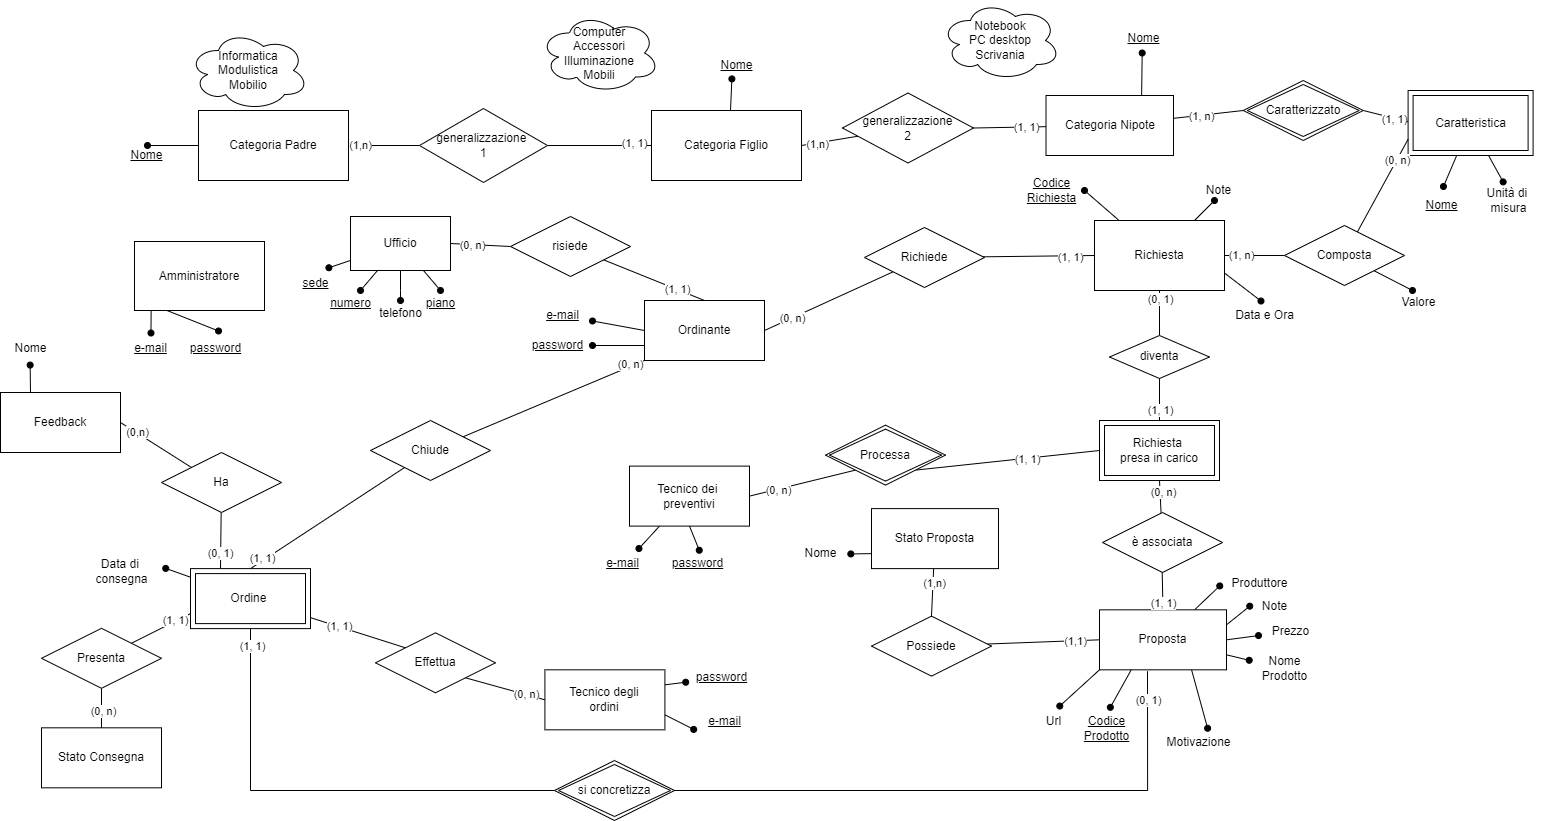 Informatica
Modulistica
Mobilio
Computer
Accessori
Illuminazione
Mobili
Notebook
PC desktop
Scrivania
Nome
Nome
Nome
Categoria Padre
(1,n)
generalizzazione
1
(1, 1)
Categoria Figlio
(1,n)
generalizzazione
2
(1, 1)
Categoria Nipote
(1, n)
Caratterizzato
(1, 1)
Caratteristica
(0, n)
Nome
Unità di
misura
Codice
Richiesta
Note
Richiesta
(1, n)
Composta
Valore
Data e Ora
(0, 1)
Amministratore
e-mail
password
Ufficio
(0, n)
risiede
sede
numero
telefono
piano
(1, 1)
e-mail
password
Ordinante
(0, n)
Richiede
(1, 1)
(0, n)
diventa
(1, 1)
Nome
Feedback
(0,n)
Ha
(0, 1)
Chiude
(1, 1)
Tecnico dei
preventivi
(0, n)
Processa
(1, 1)
Richiesta
presa in carico
(0, n)
e-mail
password
Stato Proposta
Nome
(1,n)
Possiede
(1,1)
è associata
(1, 1)
Proposta
Produttore
Note
Prezzo
Nome
Prodotto
Url
Codice
Prodotto
Motivazione
(0, 1)
Data di
consegna
Ordine
(1, 1)
Presenta
(0, n)
Stato Consegna
(1, 1)
(1, 1)
Effettua
(0, n)
Tecnico degli
ordini
password
e-mail
si concretizza